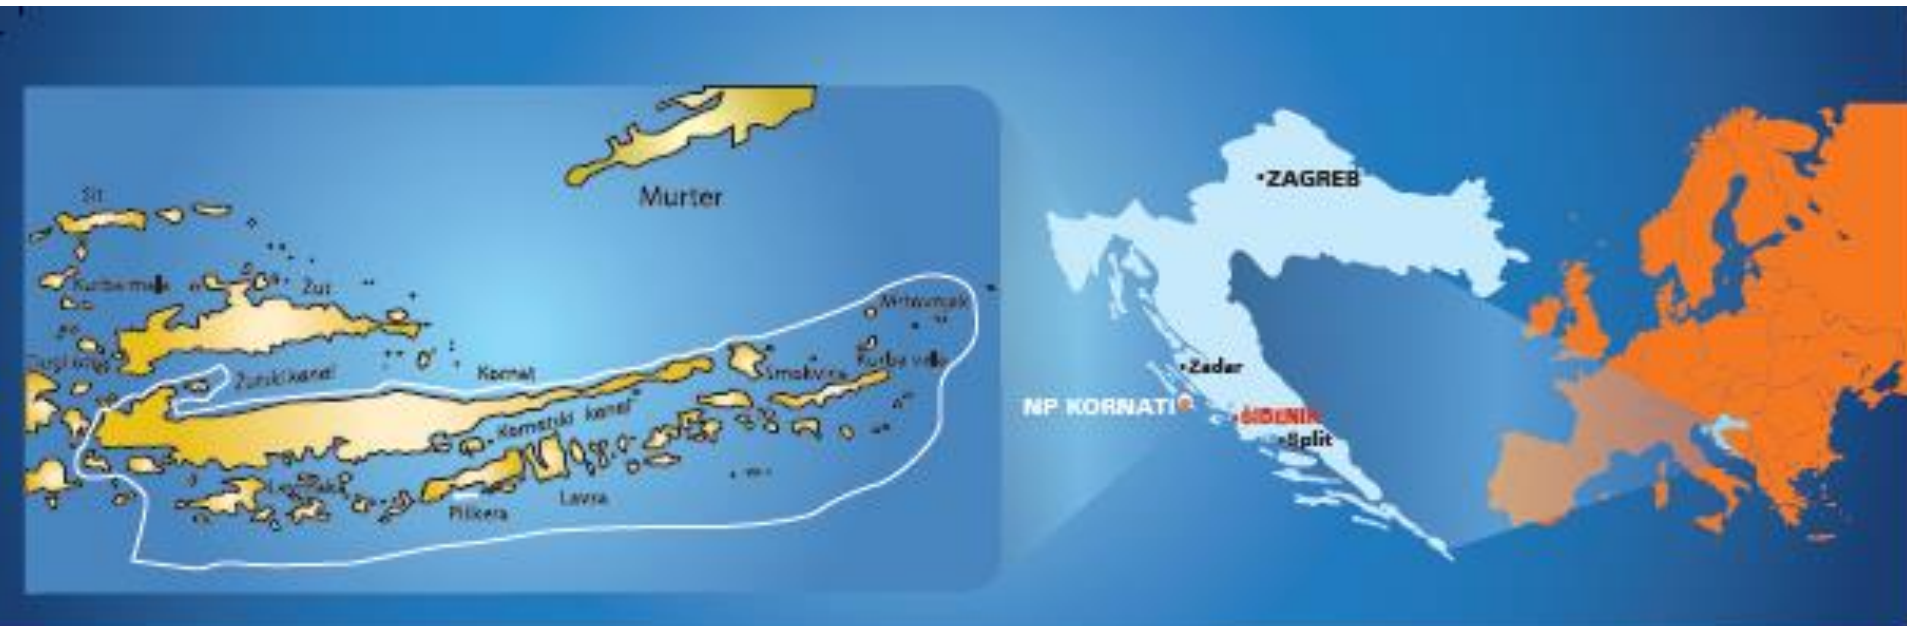 Murter
Sit
Kurba mala
Žut
Mrtovnjak
Žutski kanal
Kornat
Smokvica
Kurba vela
Kornatski kanal
Lavsa
Piškera
ZAGREB
Zadar
NP KORNATI
ŠIBENIK
Split